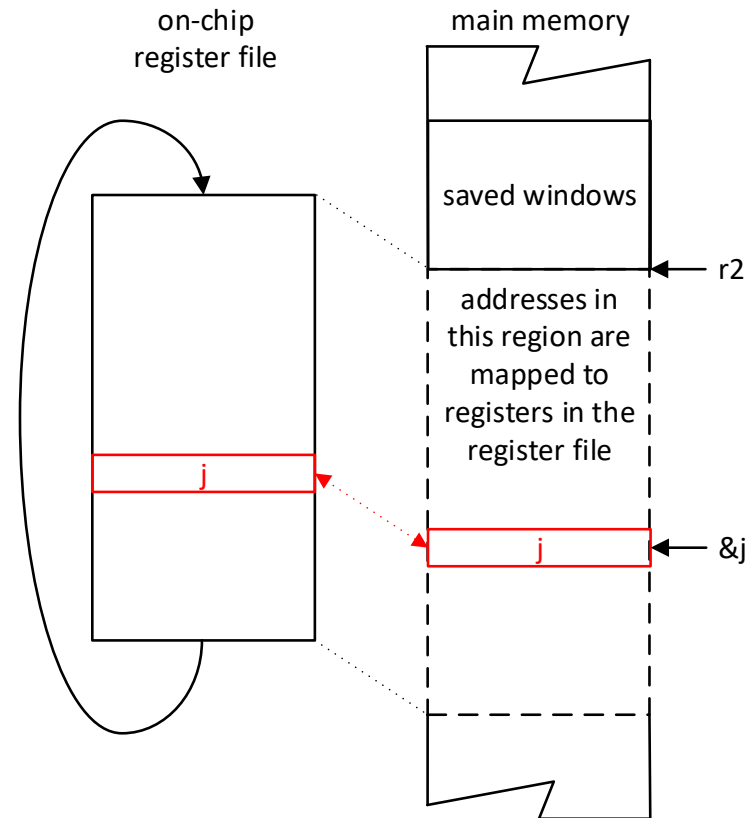 on-chip
register file
main memory
saved windows
r2
addresses in
this region are
mapped to
registers in the
register file
j
j
&j